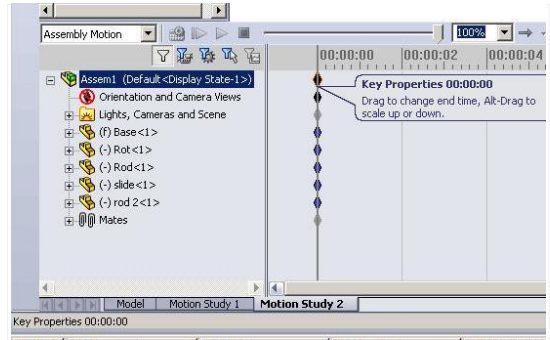 Assembly Motion
100%
00:00:00 00:00:02 00:00:04
Assem1 (Default<Display State-1>)
Key Properties 00:00:00
Drag to change end time, Alt-Drag to
scale up or down.
Orientation and Camera Views
Lights, Cameras and Scene
(f) Base<1>
(-) Rot<1>
(-) Rod<1>
(-) slide<1>
(-) rod 2<1>
Mates
Model Motion Study 1 Motion Study 2
Key Properties 00:00:00